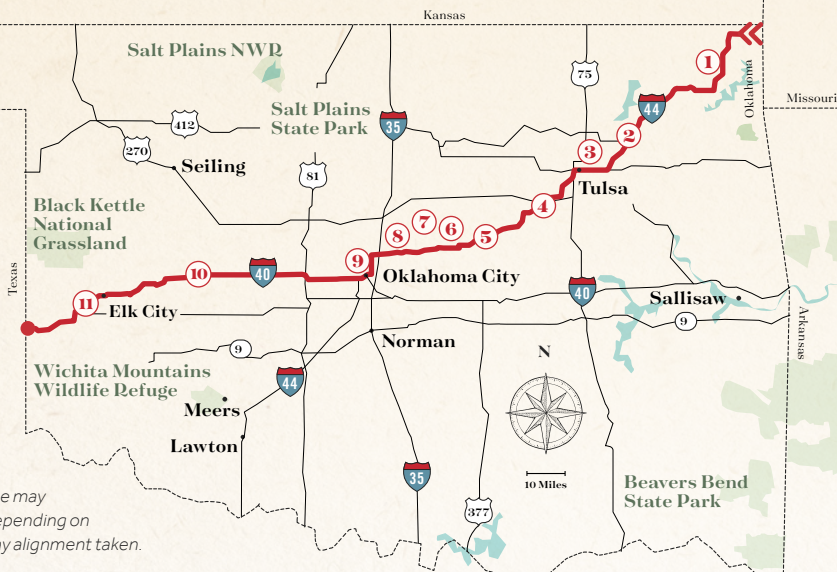 Kansas
Salt Plains NWR
1
Oklahoma
75
44
Missouri
Salt Plains
State Park
35
412
270
2
3
Seiling
81
Tulsa
Black Kettle
National
Grassland
4
7
8
6
5
9
Texas
10
40
Oklahoma City
11
Elk City
40
Sallisaw
9
Arkansas
Norman
9
N
Wichita Mountains
Wildlife Refuge
44
Meers
Lawton
35
10 Miles
Beavers Bend
State Park
377
e may
epending on
y alignment taken.